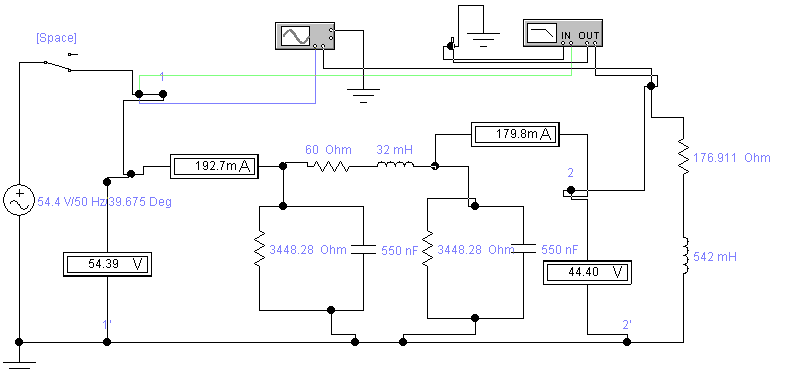 [Space]
IN OUT
1
179.8m A
192.7m A
60 Ohm
32 mH
176.911 Ohm
2
54.4 V/50 Hz/39.675 Deg
3448.28 Ohm
550 nF
3448.28 Ohm
550 nF
54.39 V
44.40 V
542 mH
1'
2'